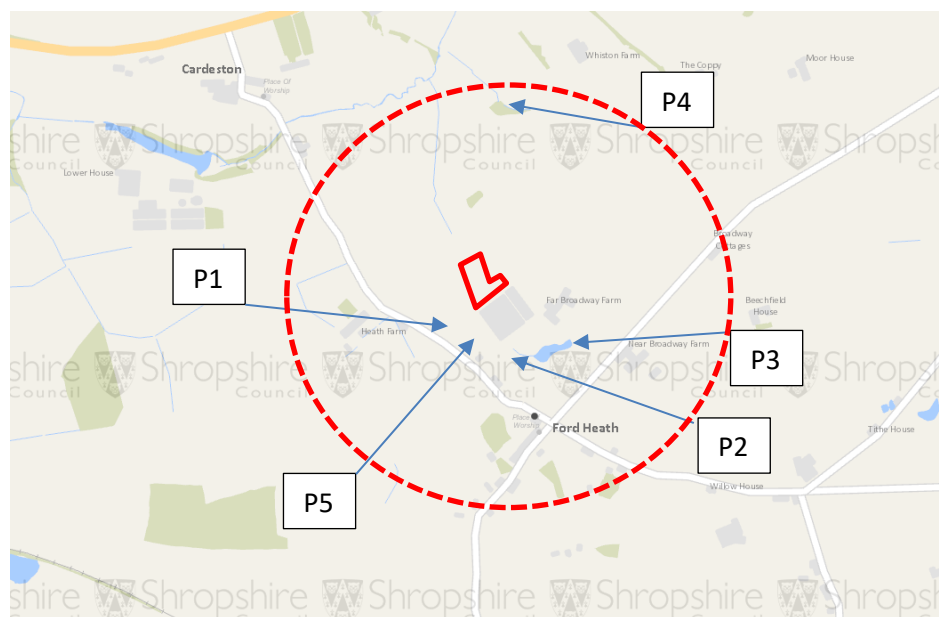 Whiston Farm
The Coppy
Moor House
Cardeston
Place Of
Worship
P4
Shropshire
Council
Shropshire
Council
Shropshire
Council
Shropshire
Council
Lower House
Broadway
Cottages
P1
Far Broadway Farm
Beechfield
House
Heath Farm
Near Broadway Farm
P3
Shropshire
Council
Shropshire
Council
Shropshire
Council
Place Of
Worship
Ford Heath
Tithe House
P2
Willow House
P5
Shropshire
Shropshire
Shropshire